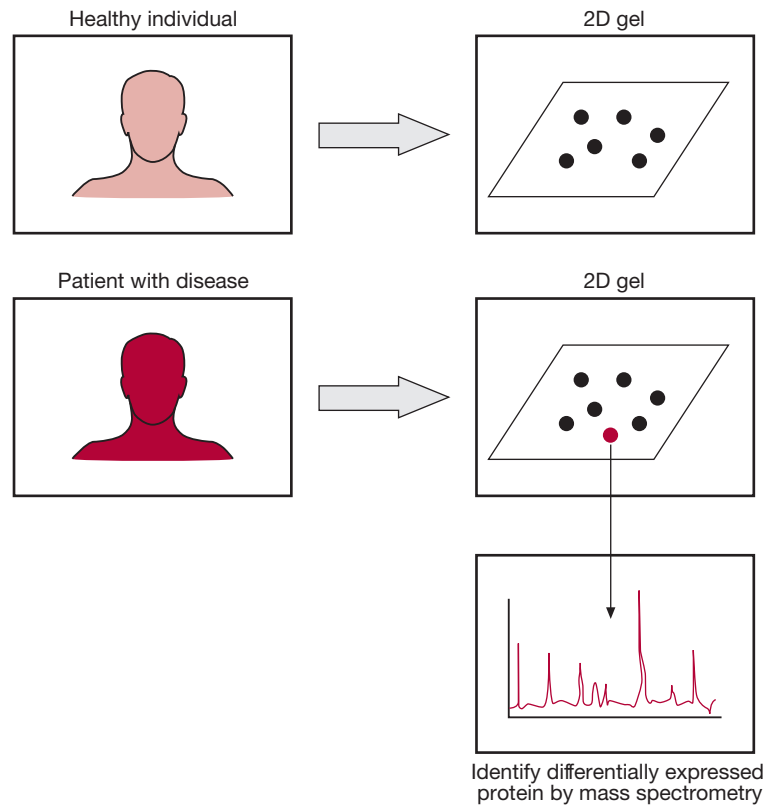 Healthy individual
2D gel
Patient with disease
2D gel
Identify differentially expressed
protein by mass spectrometry